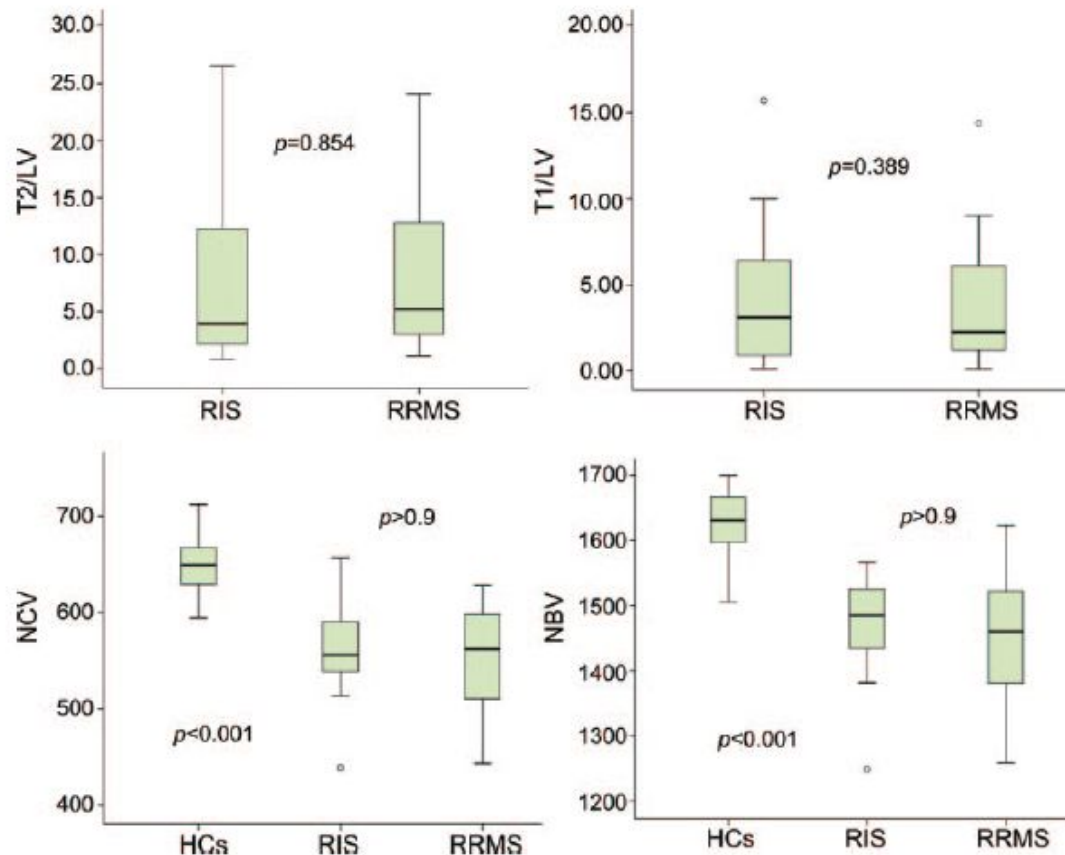 T2/LV
30.0
25.0
20.0
15.0
10.0
5.0
0.0
p=0.854
RIS RRMS
T1/LV
20.00
15.00
10.00
5.00
0.00
p=0.389
RIS RRMS
NCV
700
600
500
400
p>0.9
p<0.001
HCs RIS RRMS
NBV
1700
1600
1500
1400
1300
1200
p>0.9
p<0.001
HCs RIS RRMS